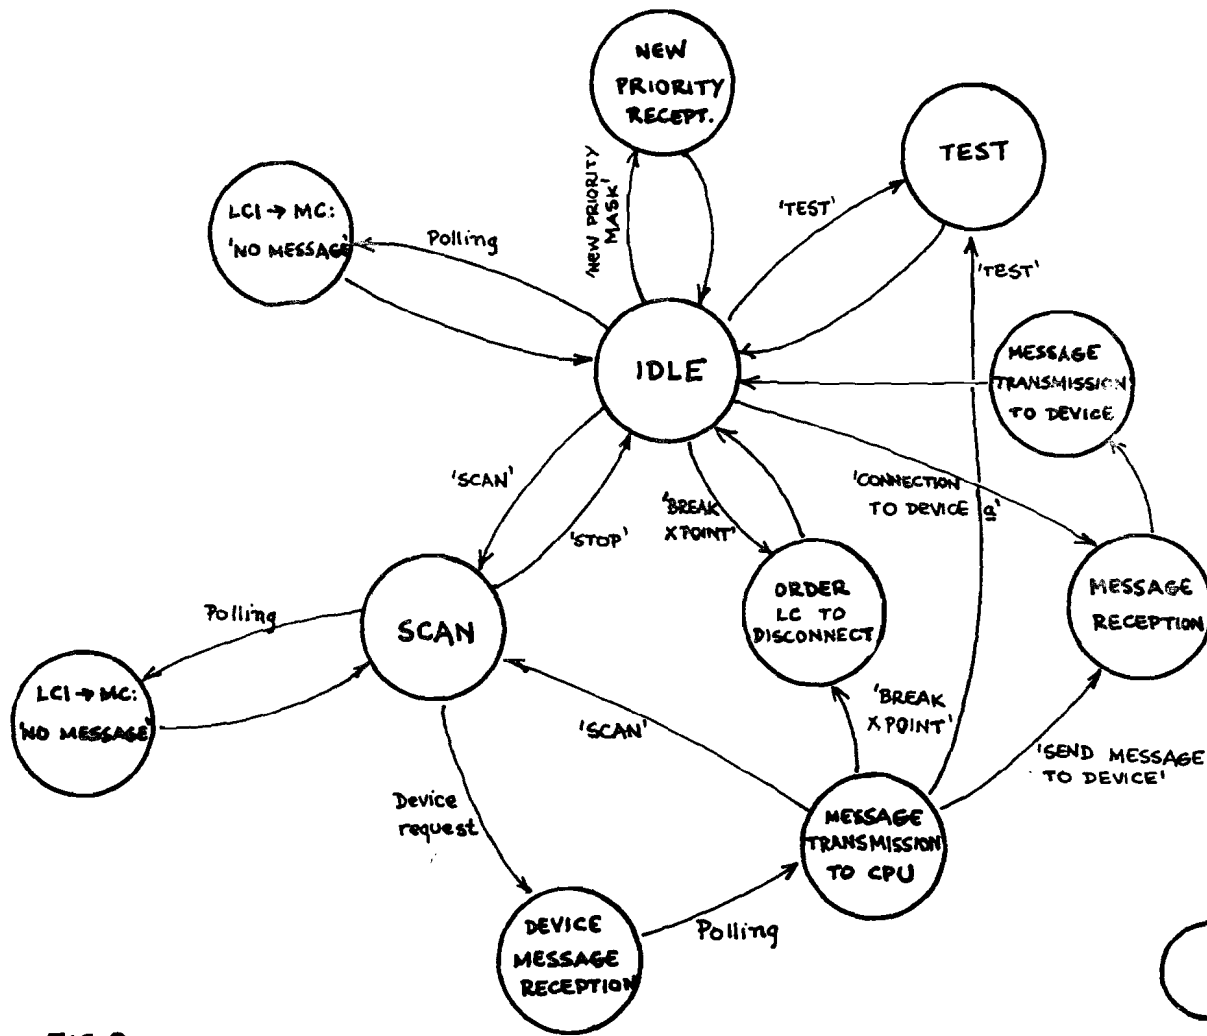 NEW
PRIORITY
RECEPT.
TEST
'NEW PRIORITY
MASK'
'TEST'
LCI → MC:
'NO MESSAGE'
Polling
'TEST'
IDLE
MESSAGE
TRANSMISSION
TO DEVICE
'SCAN'
'STOP'
'BREAK
XPOINT'
'CONNECTION
TO DEVICE a'
SCAN
ORDER
LC TO
DISCONNECT
MESSAGE
RECEPTION
Polling
LCI → MC:
'NO MESSAGE'
'SCAN'
'BREAK
XPOINT'
'SEND MESSAGE
TO DEVICE'
Device
request
MESSAGE
TRANSMISSION
TO CPU
DEVICE
MESSAGE
RECEPTION
Polling